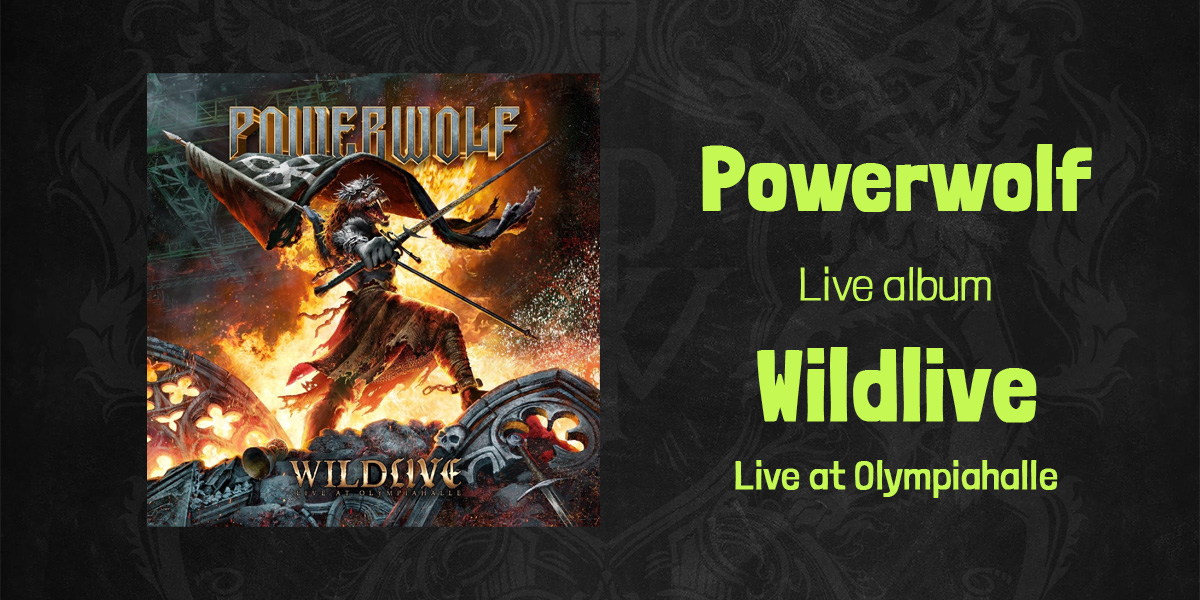 POWERWOLF
WILDLIVE
LIVE AT OLYMPIAHALLE
Powerwolf
Live album
Wildlive
Live at Olympiahalle